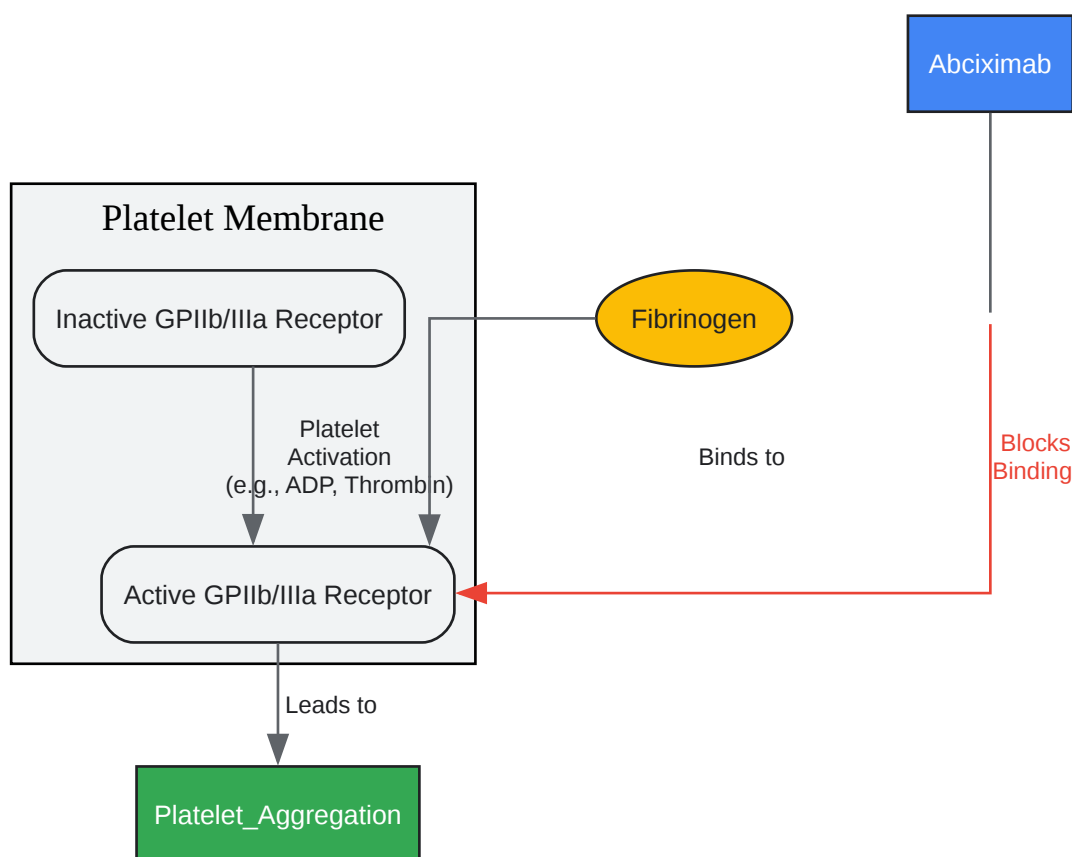 Abciximab
Platelet Membrane
Inactive GPIIb/IIIa Receptor
Fibrinogen
Platelet
Activation
(e.g., ADP, Thrombin)
Binds to
Blocks
Binding
Active GPIIb/IIIa Receptor
Leads to
Platelet_Aggregation